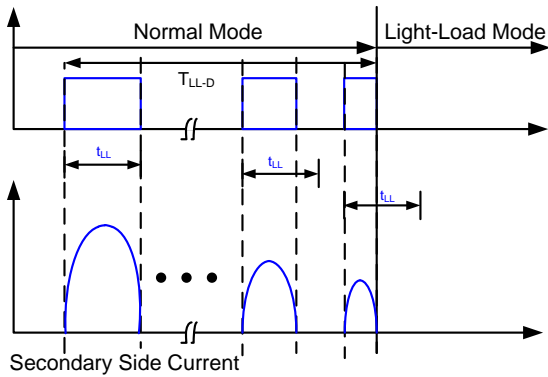 Normal Mode
Light-Load Mode
TLL-D
tLL
tLL
tLL
Secondary Side Current